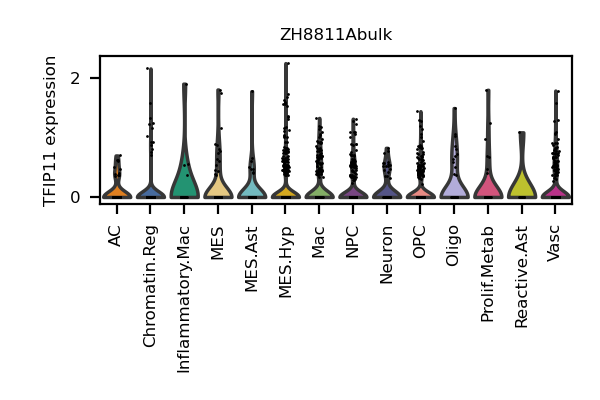 ZH8811Abulk
TFIP11 expression
2
0
AC
Chromatin.Reg
Inflammatory.Mac
MES
MES.Ast
MES.Hyp
Mac
NPC
Neuron
OPC
Oligo
Prolif.Metab
Reactive.Ast
Vasc